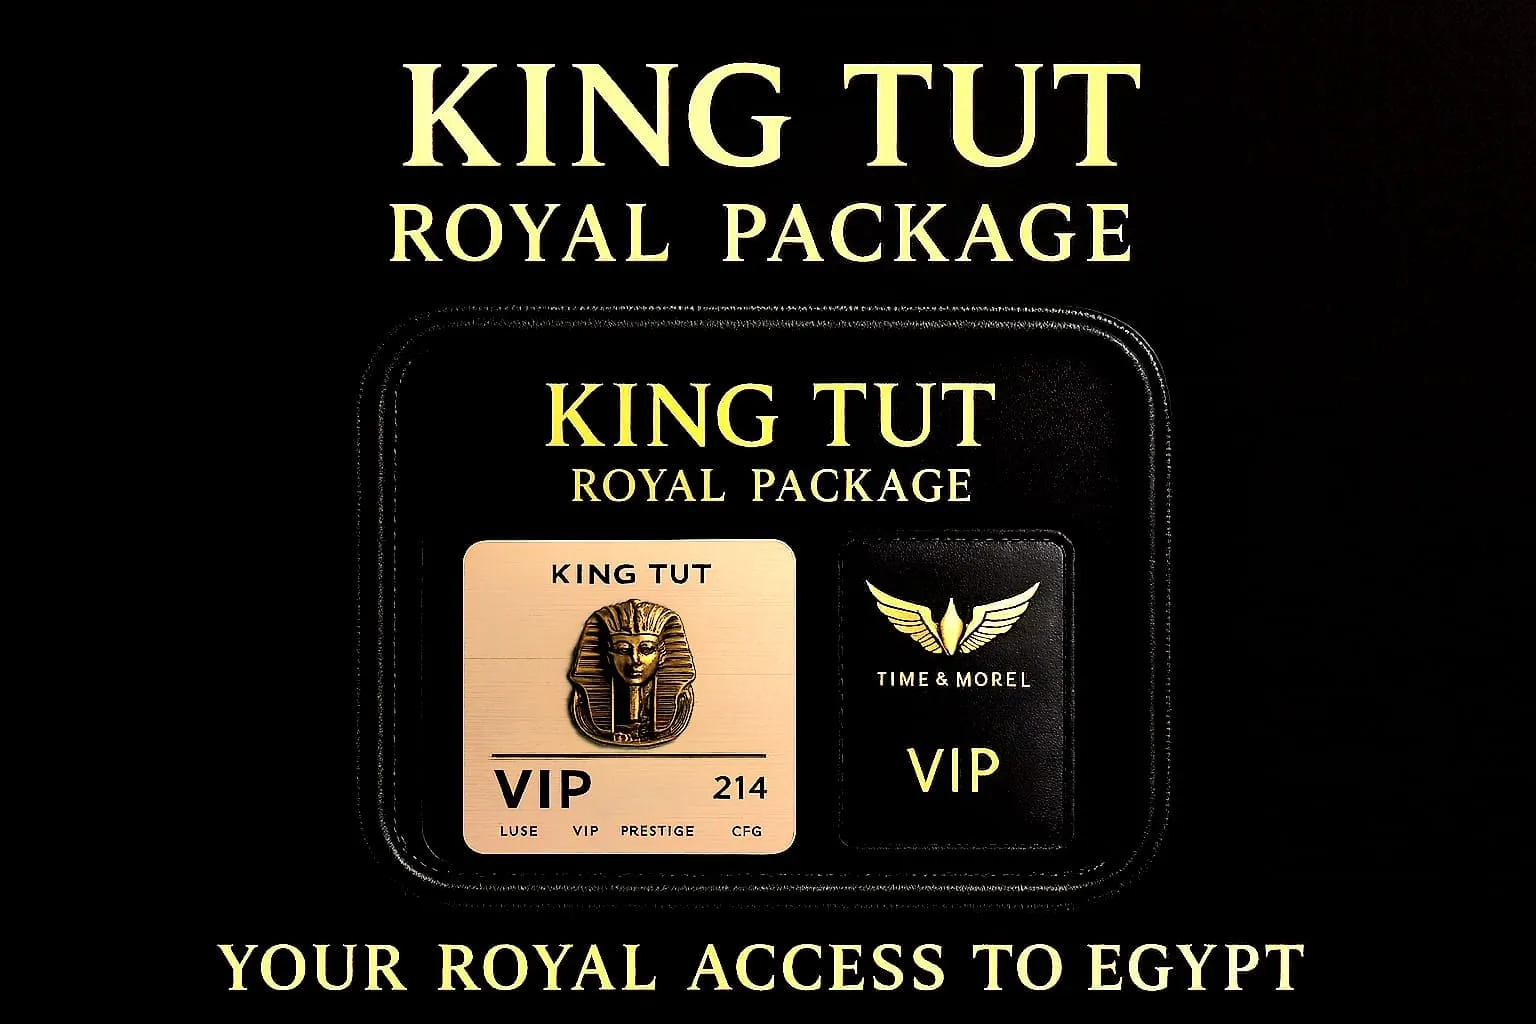 KING TUT
ROYAL PACKAGE
KING TUT
ROYAL PACKAGE
KING TUT
VIP 214
LUSE VIP PRESTIGE CFG
TIME & MOREL
VIP
YOUR ROYAL ACCESS TO EGYPT